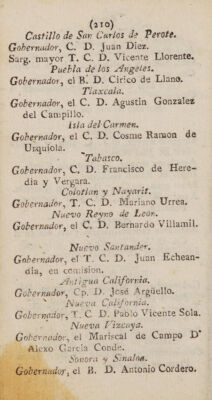 (210)
Castillo de San Carlos de Perote.
Gobernador, C. D. Juan Diez.
Sarg. mayor T. C. D. Vicente Llorente.
Puebla de los Angeles.
Gobernador, el B. D. Cirico de Llano.
Tlaxcala.
Gobernador, el C. D. Agustin Gonzalez
del Campillo.
Isla del Carmen.
Gobernador, el C. D. Cosme Ramon de
Urquiola.
Tabasco.
Gobernador, C. D. Francisco de Here-
dia y Vergara.
Colotlan y Nayarit.
Gobernador, T. C. D. Mariano Urrea.
Nuevo Reyno de Leon.
Gobernador, el C. D. Bernardo Villamil.
Nuevo Santander.
Gobernador, el T. C. D. Juan Echean-
dia, en comision.
Antigua California.
Gobernador, Cp. D. José Argüello.
Nueva California.
Gobernador, T. C. D. Pablo Vicente Sola.
Nueva Vizcaya.
Gobernador, el Mariscal de Campo D.
Alexo Garcia Conde.
Sonora y Sinaloa.
Gobernador, el B. D. Antonio Cordero.